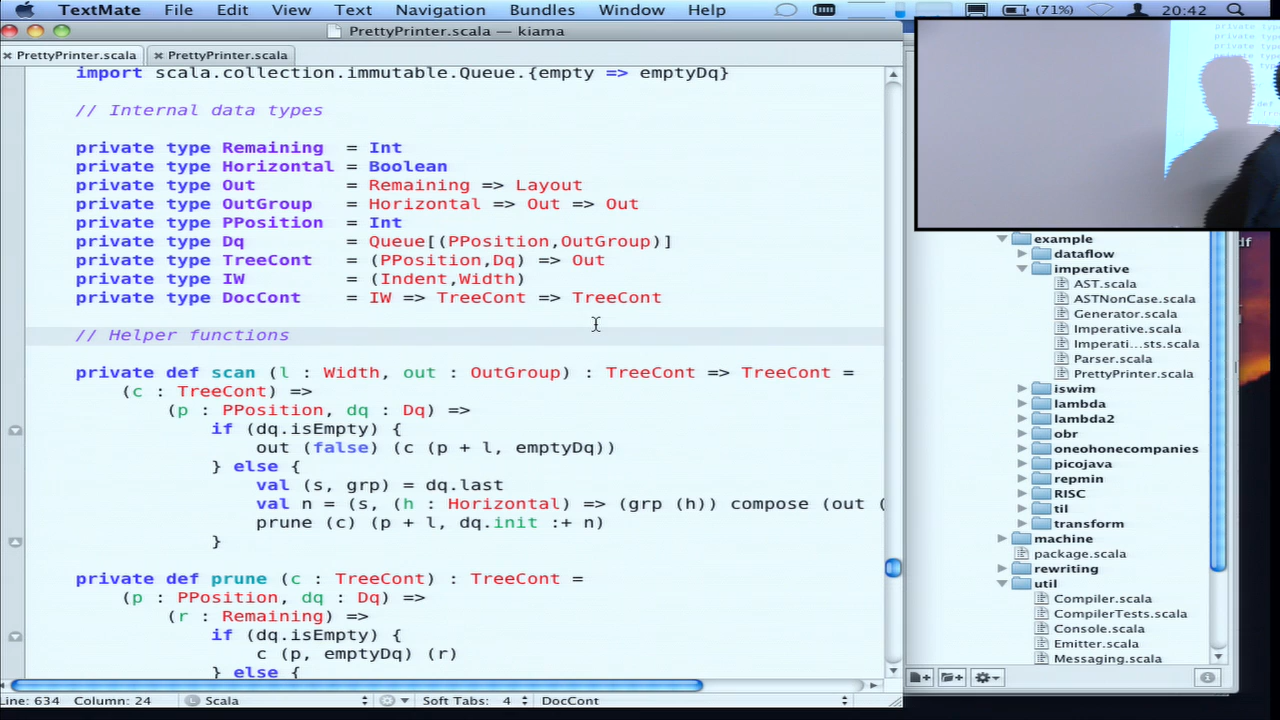 TextMate File Edit View Text Navigation Bundles Window Help (71%) 20:42
PrettyPrinter.scala — kiama
PrettyPrinter.scala PrettyPrinter.scala
import scala.collection.immutable.Queue.{empty => emptyDq}
// Internal data types
private type Remaining = Int
private type Horizontal = Boolean
private type Out = Remaining => Layout
private type OutGroup = Horizontal => Out => Out
private type PPosition = Int
private type Dq = Queue[(PPosition,OutGroup)]
private type TreeCont = (PPosition,Dq) => Out
private type IW = (Indent,Width)
private type DocCont = IW => TreeCont => TreeCont
// Helper functions
private def scan (l : Width, out : OutGroup) : TreeCont => TreeCont =
(c : TreeCont) =>
(p : PPosition, dq : Dq) =>
if (dq.isEmpty) {
out (false) (c (p + l, emptyDq))
} else {
val (s, grp) = dq.last
val n = (s, (h : Horizontal) => (grp (h)) compose (out (
prune (c) (p + l, dq.init :+ n)
}
private def prune (c : TreeCont) : TreeCont =
(p : PPosition, dq : Dq) =>
(r : Remaining) =>
if (dq.isEmpty) {
c (p, emptyDq) (r)
} else {
Line: 634 Column: 24 Scala Soft Tabs: 4 DocCont
df
example
dataflow
imperative
AST.scala
ASTNonCase.scala
Generator.scala
Imperative.scala
Imperati...sts.scala
Parser.scala
PrettyPrinter.scala
iswim
lambda
lambda2
obr
oneohonecompanies
picojava
repmin
RISC
til
transform
machine
package.scala
rewriting
util
Compiler.scala
CompilerTests.scala
Console.scala
Emitter.scala
Messaging.scala